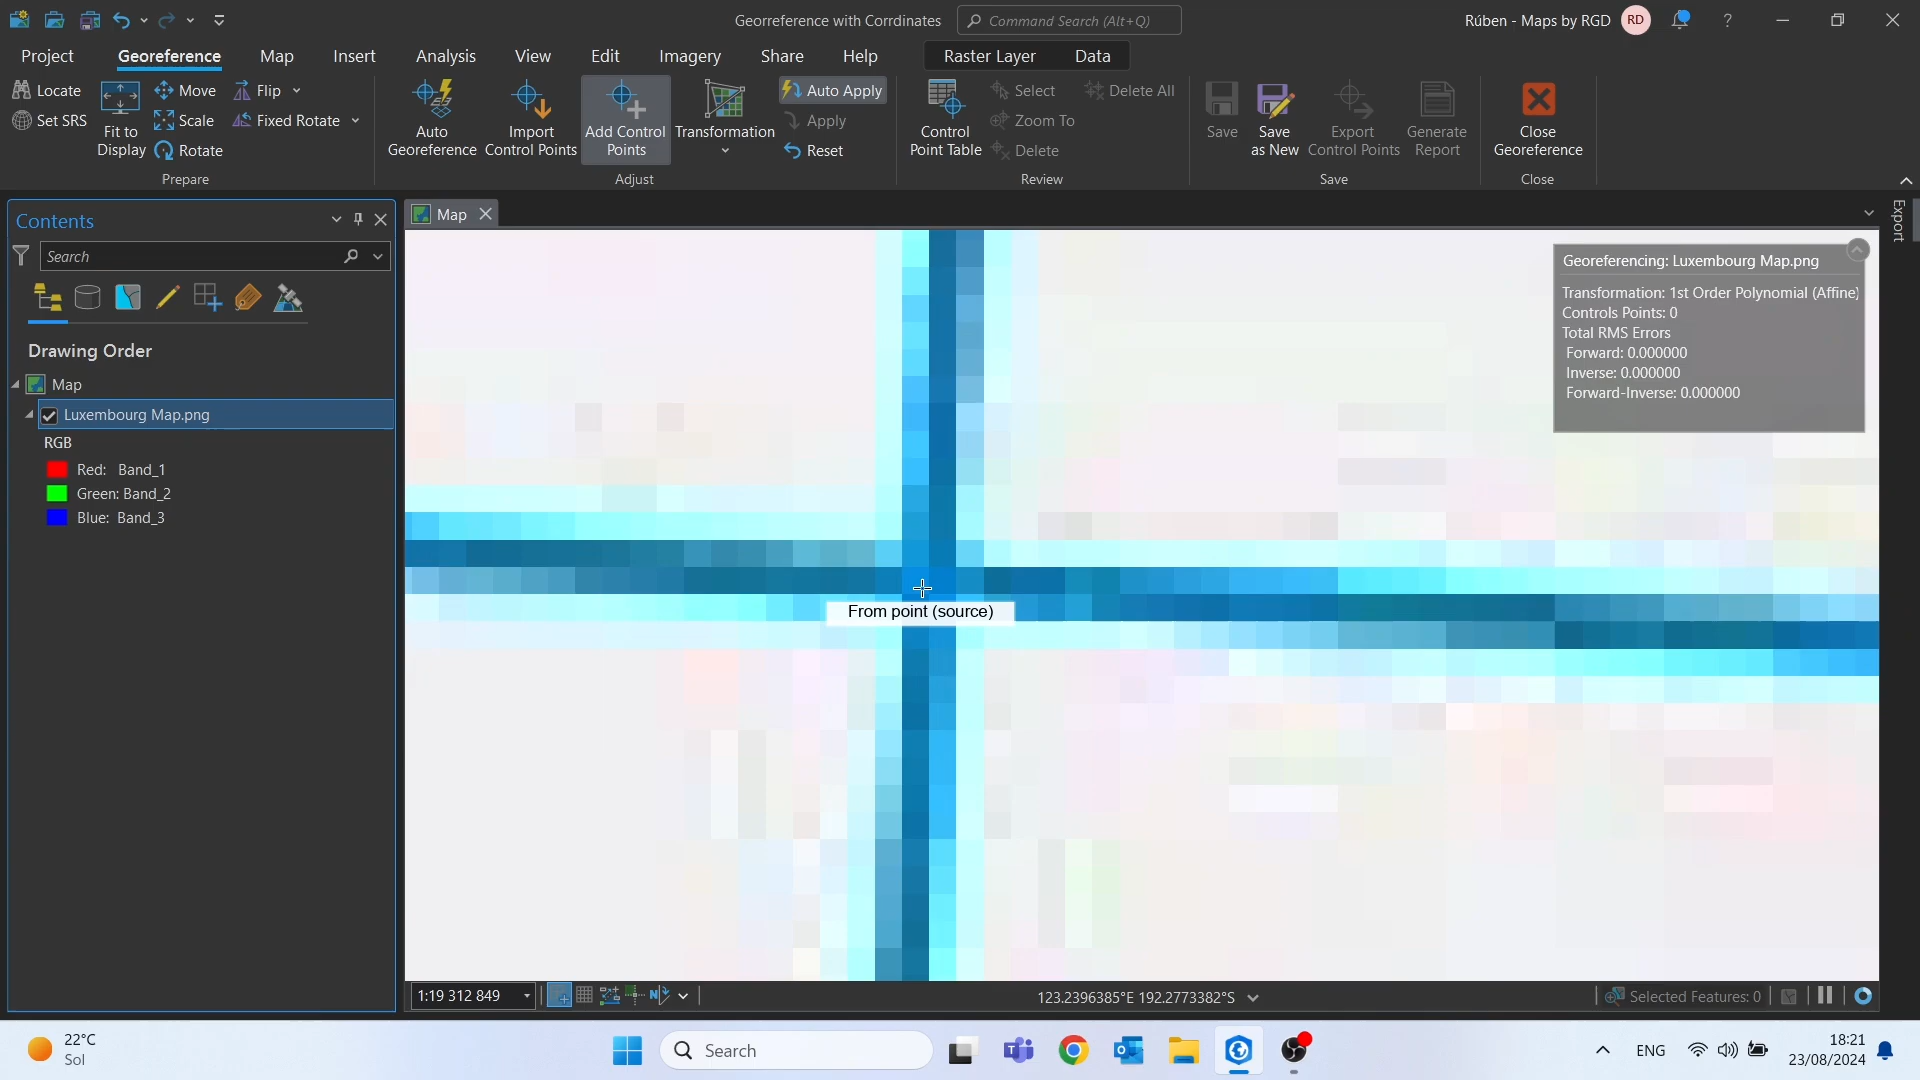 Georreference with Corrdinates
Command Search (Alt+Q)
Rúben - Maps by RGD
RD
?
Project
Georeference
Map
Insert
Analysis
View
Edit
Imagery
Share
Help
Raster Layer
Data
Locate
Set SRS
Fit to
Display
Move
Scale
Rotate
Flip
Fixed Rotate
Prepare
Auto
Georeference
Import
Control Points
Add Control
Points
Transformation
Auto Apply
Apply
Reset
Adjust
Control
Point Table
Select
Zoom To
Delete
Delete All
Review
Save
Save
as New
Export
Control Points
Generate
Report
Save
Close
Georeference
Close
Contents
Search
Drawing Order
Map
Luxembourg Map.png
RGB
Red: Band_1
Green: Band_2
Blue: Band_3
Map
Export
Georeferencing: Luxembourg Map.png
Transformation: 1st Order Polynomial (Affine)
Controls Points: 0
Total RMS Errors
Forward: 0.000000
Inverse: 0.000000
Forward-Inverse: 0.000000
From point (source)
1:19 312 849
123.2396385°E 192.2773382°S
Selected Features: 0
22°C
Sol
Search
ENG
18:21
23/08/2024